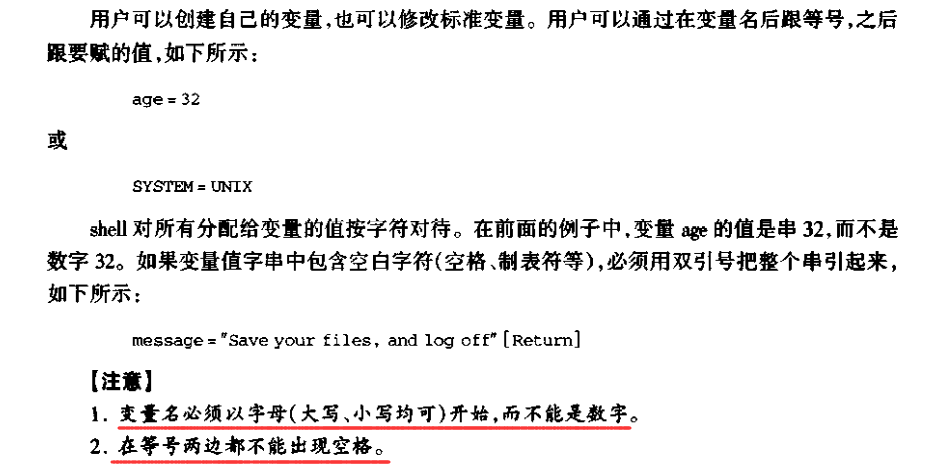 用户可以创建自己的变量,也可以修改标准变量。用户可以通过在变量名后跟等号,之后
跟要赋的值,如下所示:
age = 32
或
SYSTEM = UNIX
shell 对所有分配给变量的值按字符对待。在前面的例子中,变量 age 的值是串 32,而不是
数字 32。如果变量值字串中包含空白字符(空格、制表符等),必须用双引号把整个串引起来,
如下所示:
message = "Save your files, and log off" [Return]
【注意】
1. 变量名必须以字母(大写、小写均可)开始,而不能是数字。
2. 在等号两边都不能出现空格。